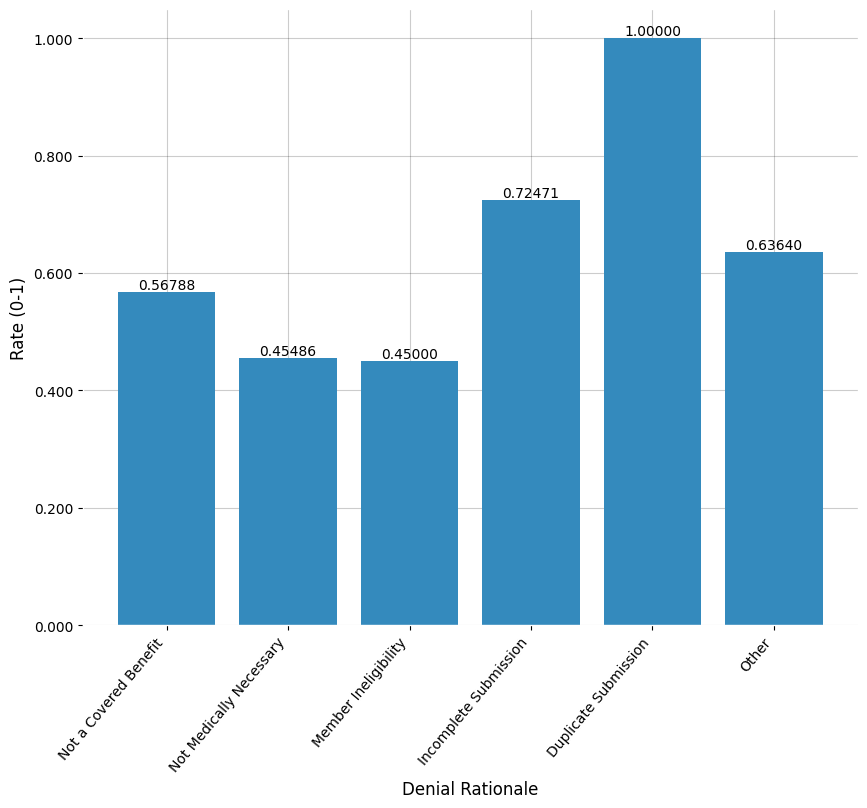 1.000
0.800
0.600
0.400
0.200
0.000
Rate (0-1)
0.56788
0.45486
0.45000
0.72471
1.00000
0.63640
Not a Covered Benefit
Not Medically Necessary
Member Ineligibility
Incomplete Submission
Duplicate Submission
Other
Denial Rationale